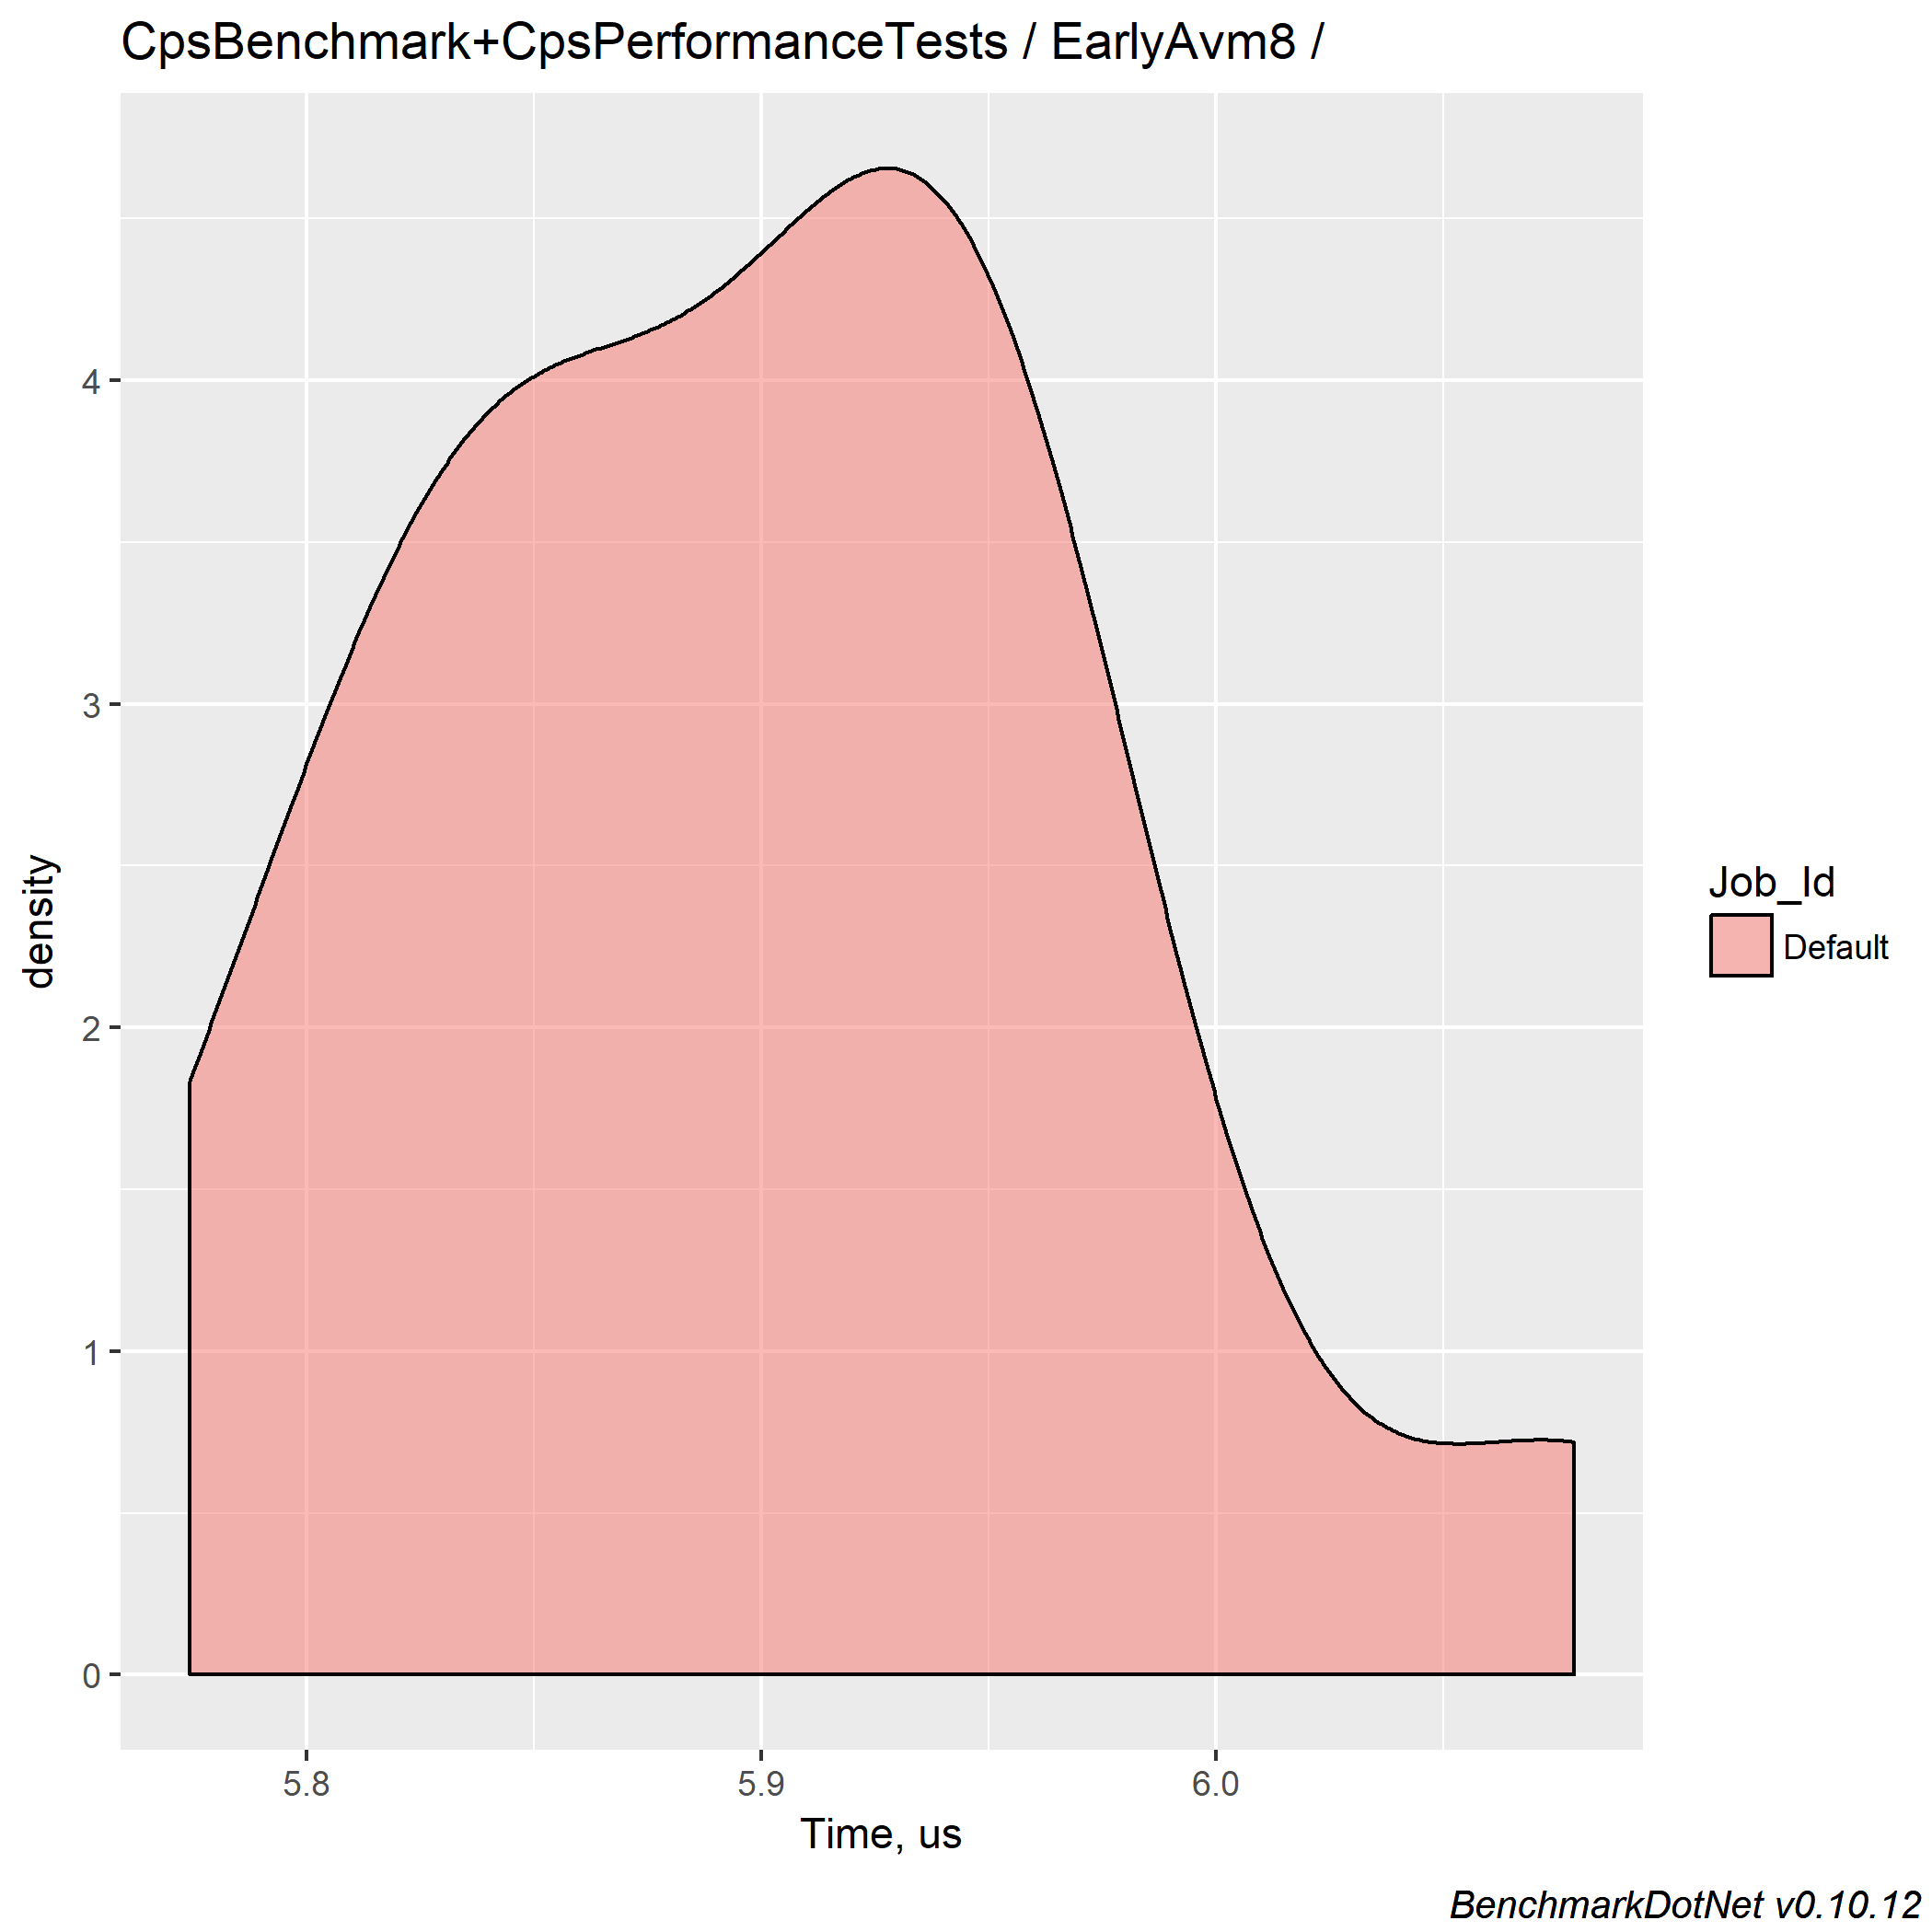 CpsBenchmark+CpsPerformanceTests / EarlyAvm8 /
4
3
2
1
0
density
5.8 5.9 6.0
Time, us
Job_Id
Default
BenchmarkDotNet v0.10.12